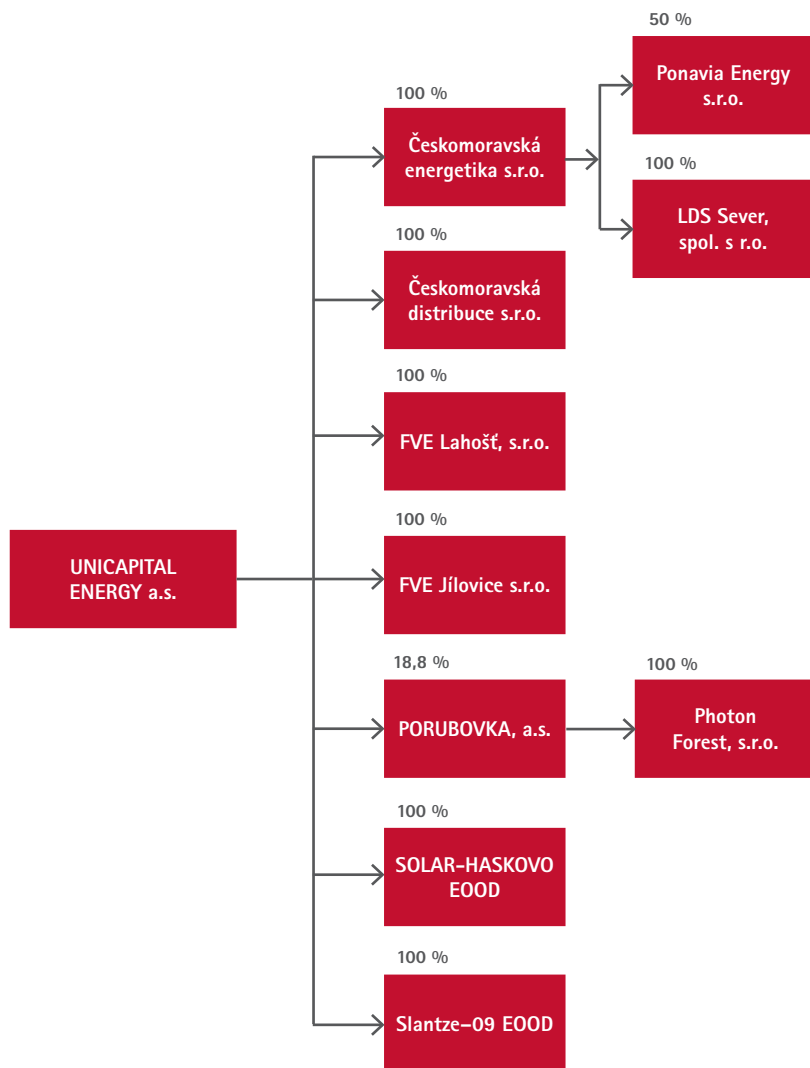 50 %
Ponavia Energy
s.r.o.
100 %
Českomoravská
energetika s.r.o.
100 %
LDS Sever,
spol. s r.o.
100 %
Českomoravská
distribuce s.r.o.
100 %
FVE Lahošť, s.r.o.
UNICAPITAL
ENERGY a.s.
100 %
FVE Jílovice s.r.o.
18,8 %
PORUBOVKA, a.s.
100 %
Photon
Forest, s.r.o.
100 %
SOLAR–HASKOVO
EOOD
100 %
Slantze–09 EOOD